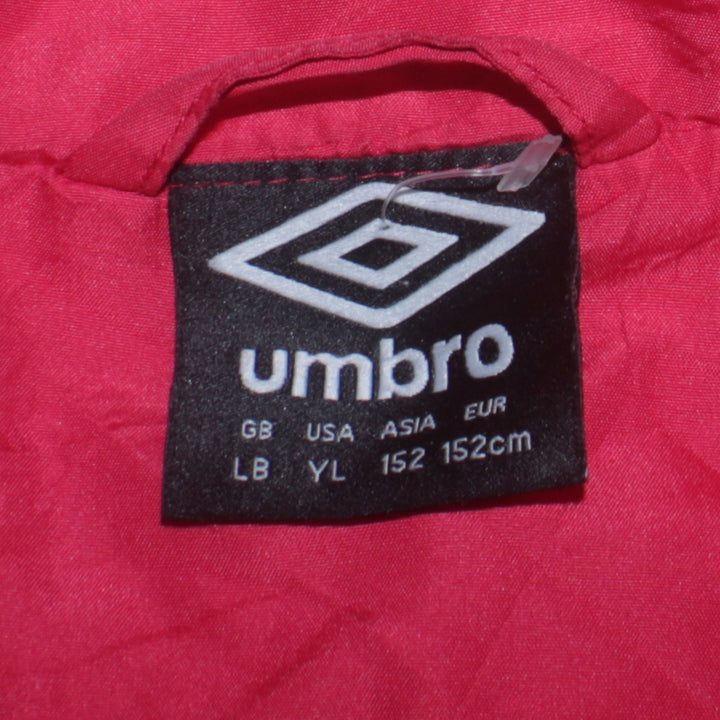 umbro
GB USA ASIA EUR
LB YL 152 152cm